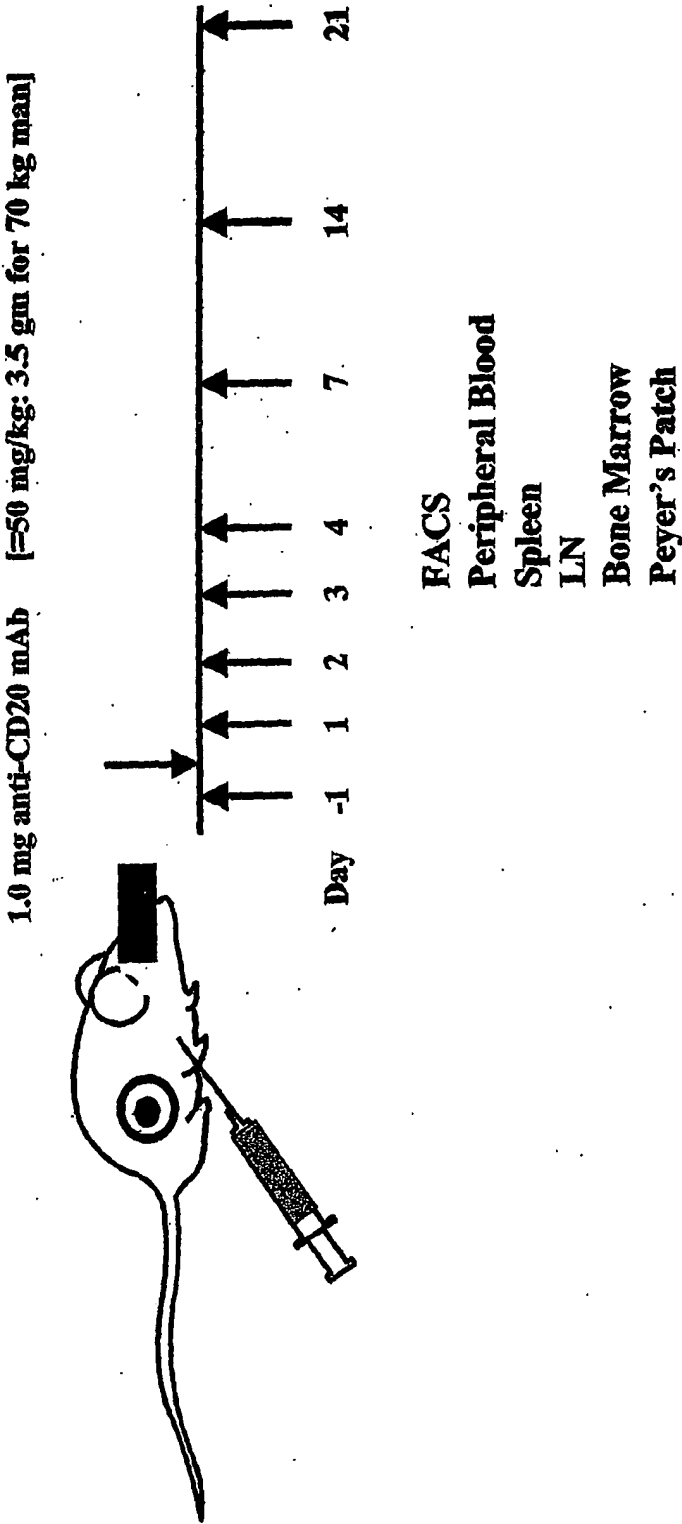 1.0 mg anti-CD20 mAb [=50 mg/kg: 3.5 gm for 70 kg man]
Day -1 1 2 3 4 7 14 21
FACS
Peripheral Blood
Spleen
LN
Bone Marrow
Peyer's Patch